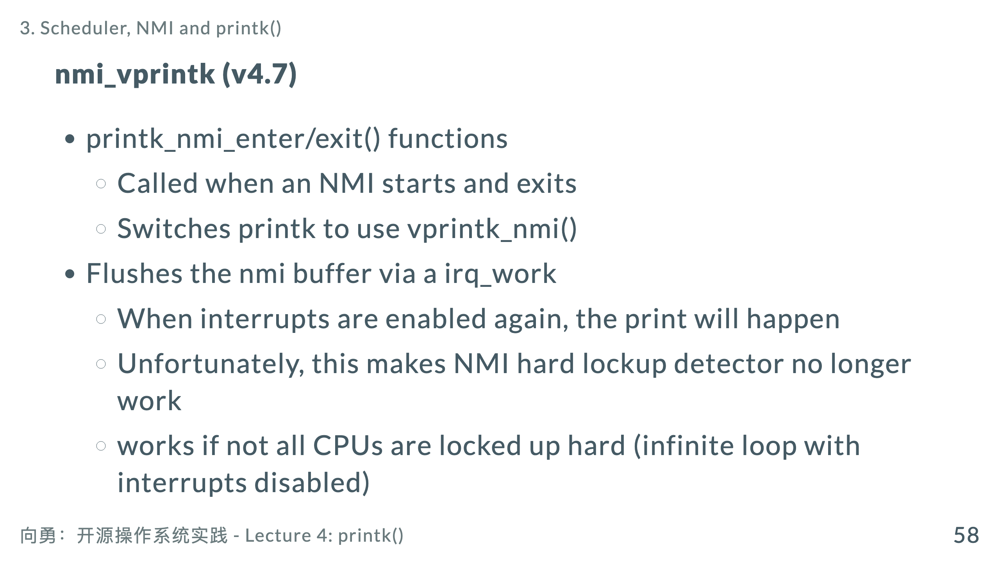 3. Scheduler, NMI and printk()
nmi_vprintk (v4.7)
• printk_nmi_enter/exit() functions
○ Called when an NMI starts and exits
○ Switches printk to use vprintk_nmi()
• Flushes the nmi buffer via a irq_work
○ When interrupts are enabled again, the print will happen
○ Unfortunately, this makes NMI hard lockup detector no longer
work
○ works if not all CPUs are locked up hard (infinite loop with
interrupts disabled)
向勇：开源操作系统实践 - Lecture 4: printk()
58